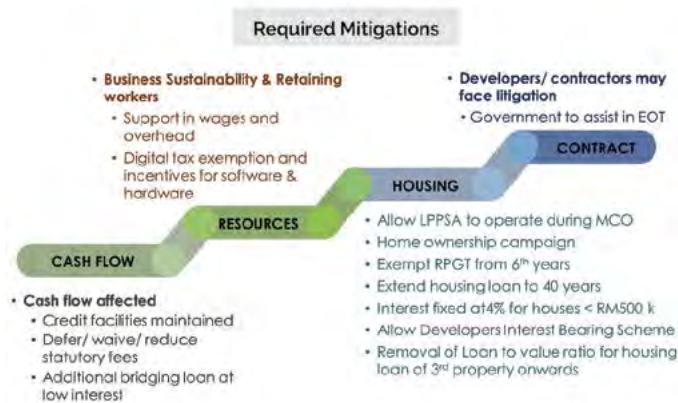 Required Mitigations
• Business Sustainability & Retaining
workers
• Support in wages and
overhead
• Digital tax exemption and
incentives for software &
hardware
• Developers/ contractors may
face litigation
• Government to assist in EOT
CONTRACT
HOUSING
RESOURCES
CASH FLOW
• Allow LPPSA to operate during MCO
• Home ownership campaign
• Exempt RPGT from 6th years
• Extend housing loan to 40 years
• Interest fixed at4% for houses < RM500 k
• Allow Developers Interest Bearing Scheme
• Removal of Loan to value ratio for housing
loan of 3rd property onwards
• Cash flow affected
• Credit facilities maintained
• Defer/ waive/ reduce
statutory fees
• Additional bridging loan at
low interest